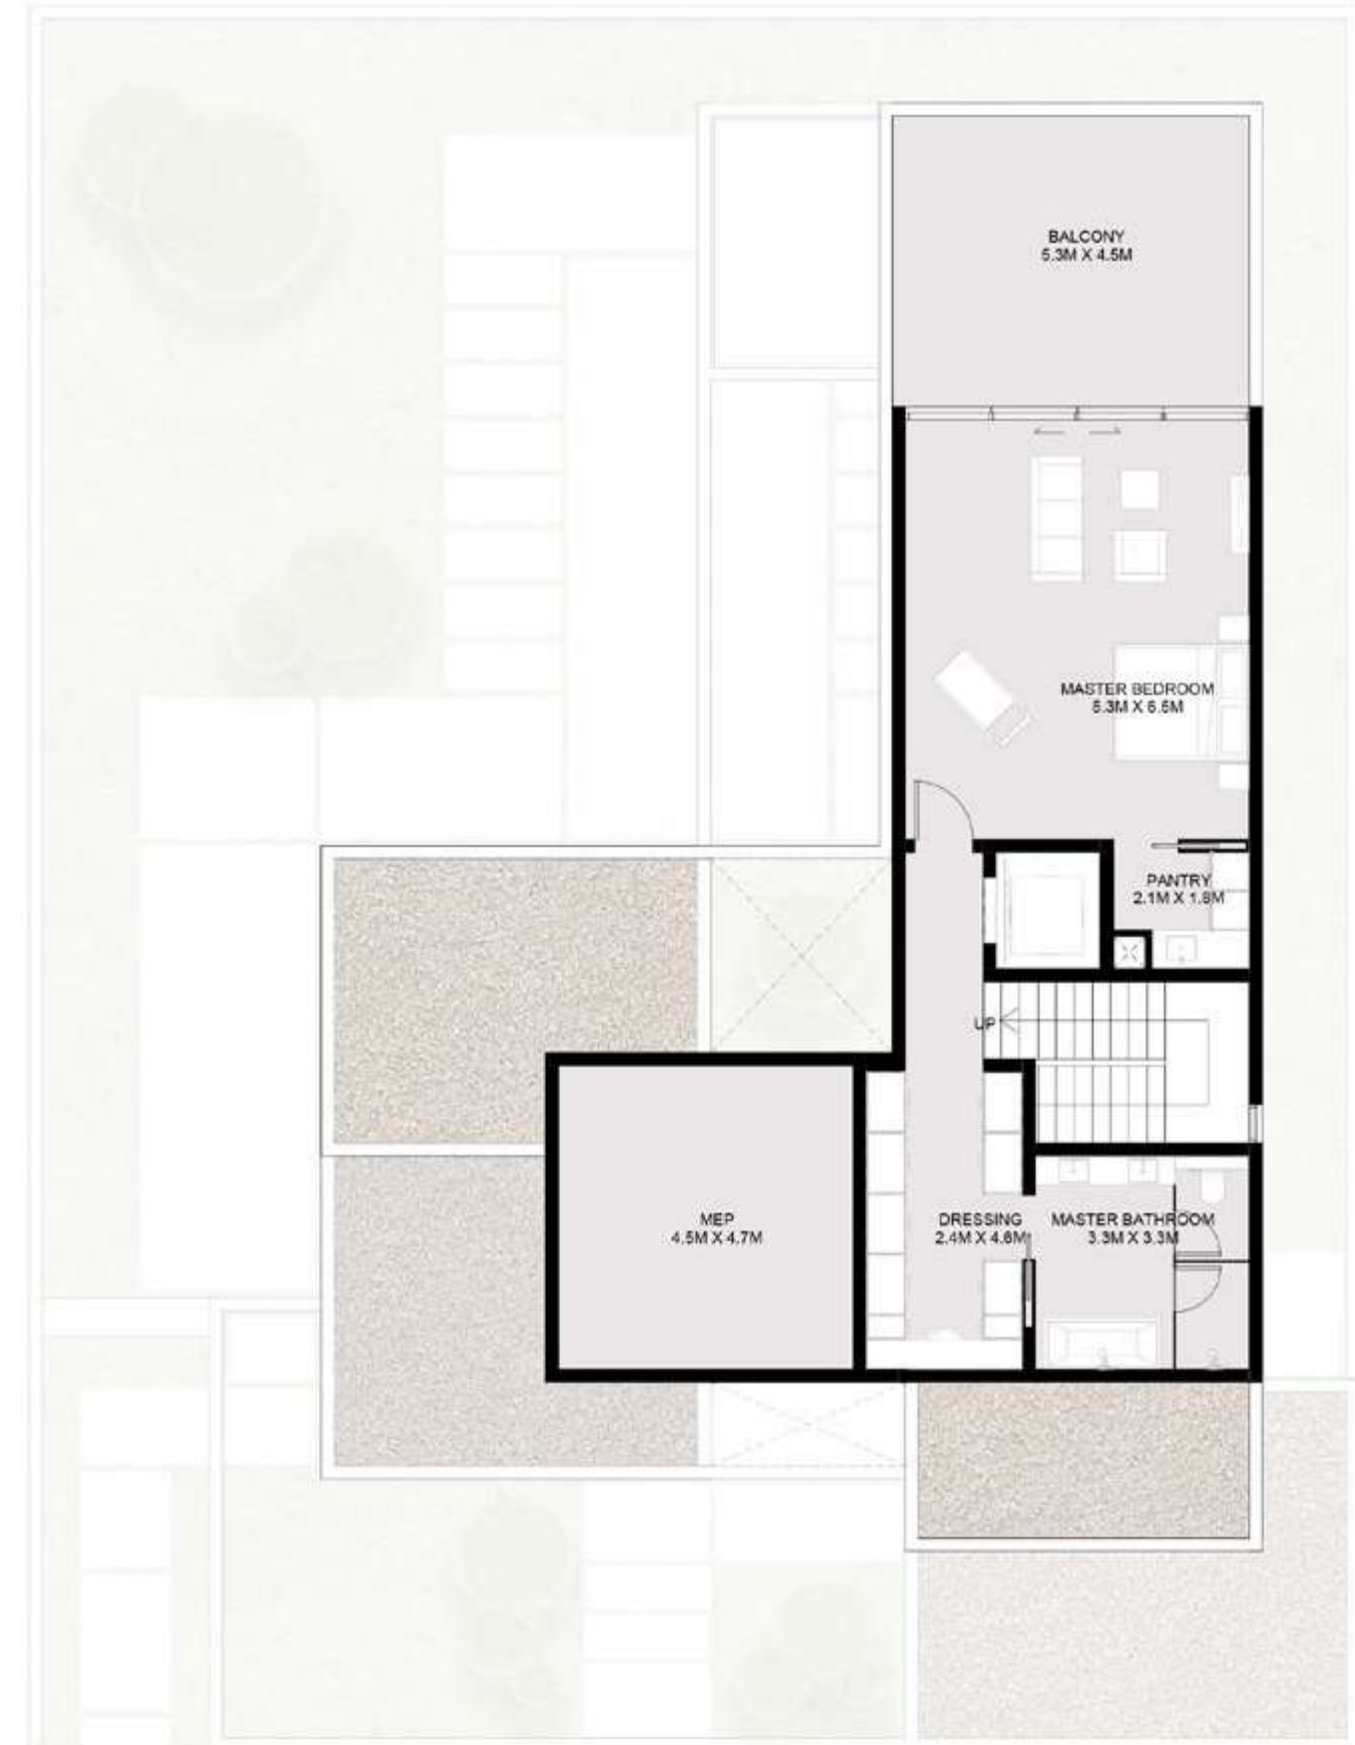 BALCONY
5.3M X 4.5M
MASTER BEDROOM
5.3M X 6.5M
PANTRY
2.1M X 1.8M
UP
MEP
4.5M X 4.7M
DRESSING
2.4M X 4.6M
MASTER BATHROOM
3.3M X 3.3M